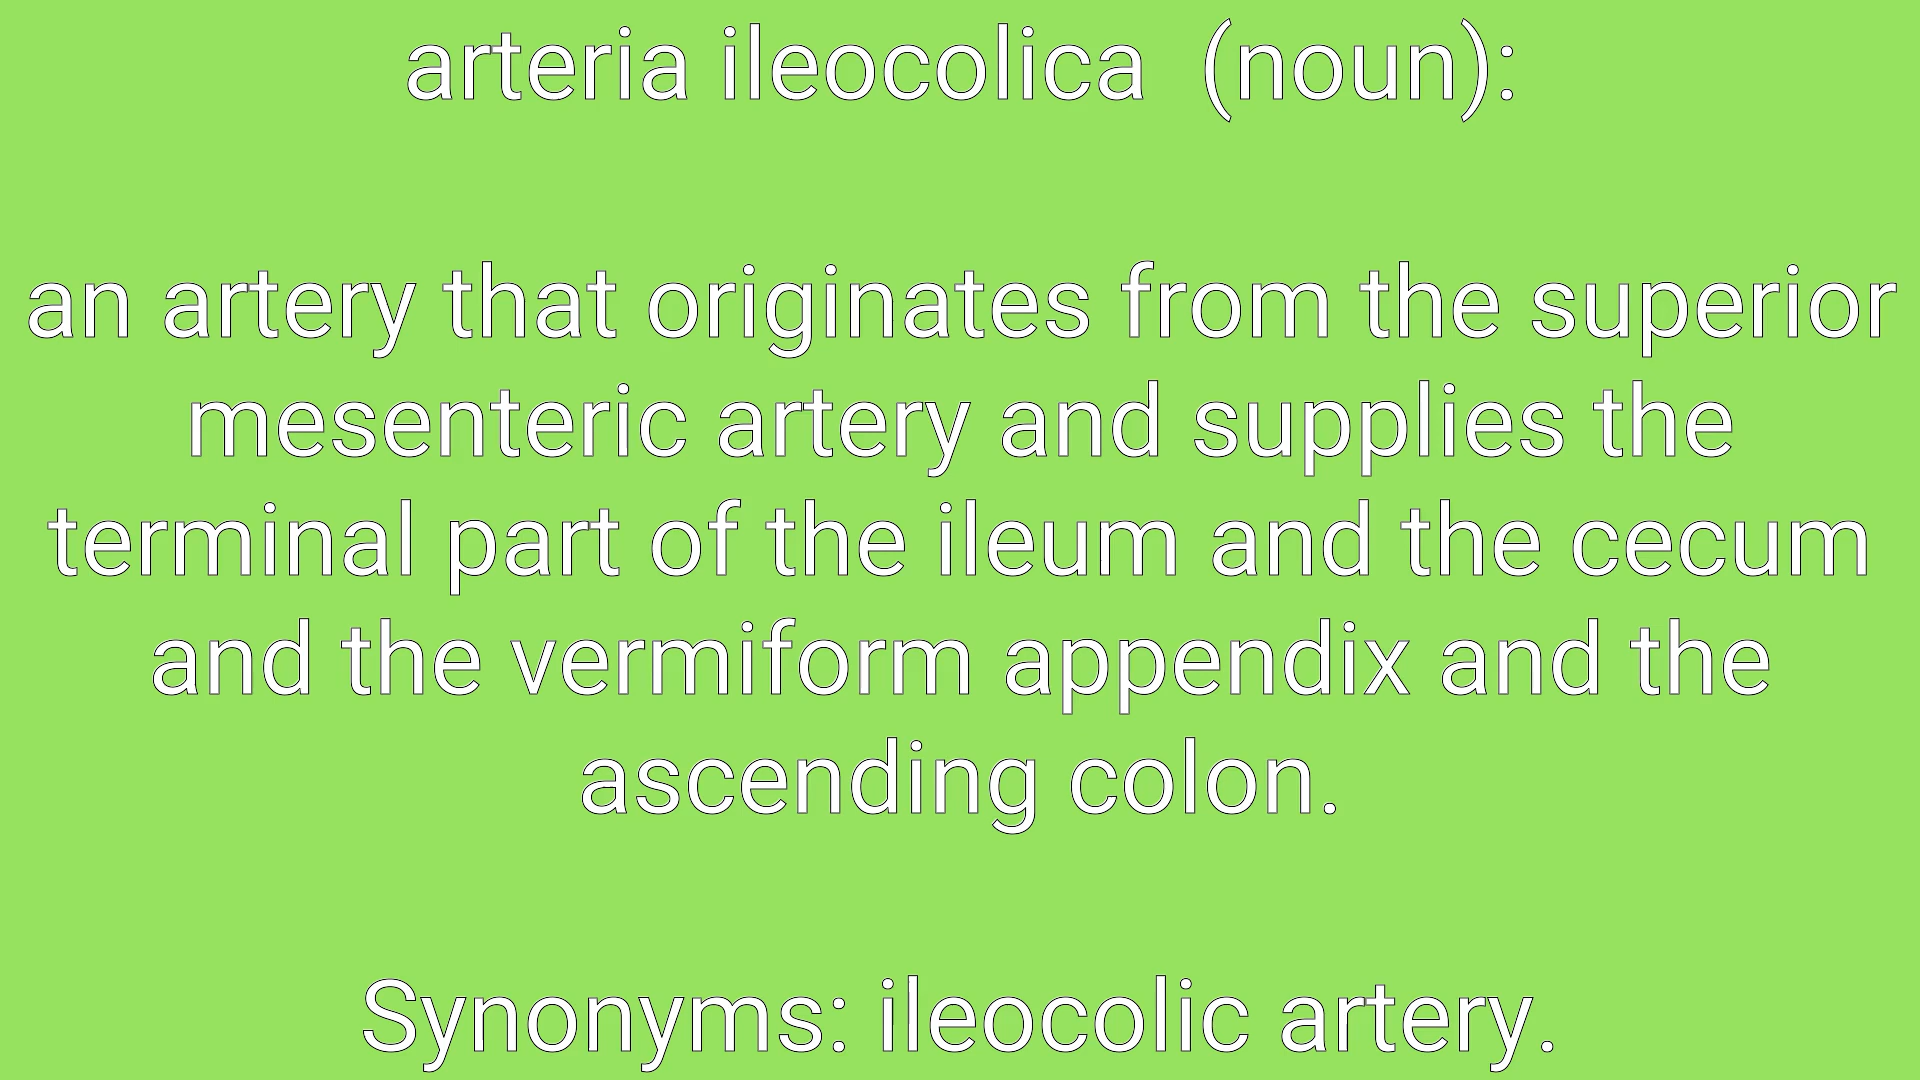 arteria ileocolica  (noun):
an artery that originates from the superior
mesenteric artery and supplies the
terminal part of the ileum and the cecum
and the vermiform appendix and the
ascending colon.
Synonyms: ileocolic artery.